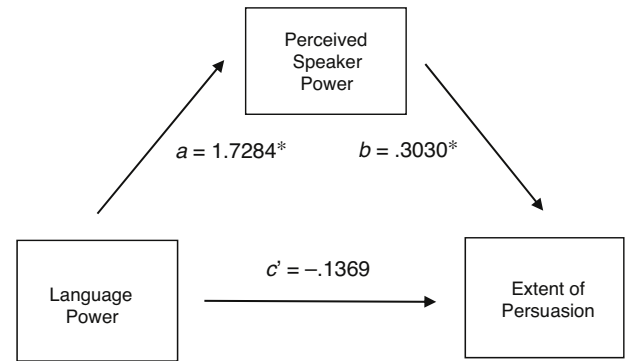 Perceived
Speaker
Power
a = 1.7284*
b = .3030*
Language
Power
c’ = –.1369
Extent of
Persuasion